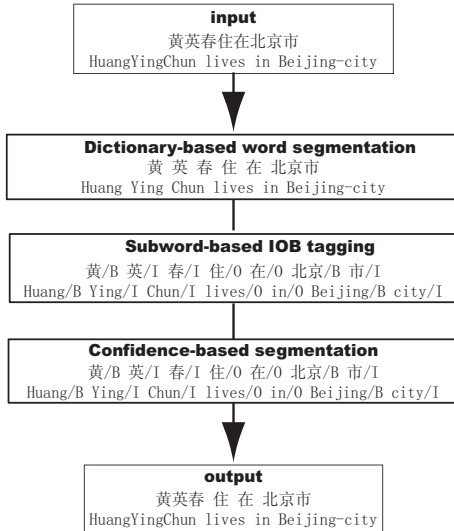 input
黄英春住在北京市
HuangYingChun lives in Beijing-city
Dictionary-based word segmentation
黄 英 春 住 在 北京市
Huang Ying Chun lives in Beijing-city
Subword-based IOB tagging
黄/B 英/I 春/I 住/O 在/O 北京/B 市/I
Huang/B Ying/I Chun/I lives/O in/O Beijing/B city/I
Confidence-based segmentation
黄/B 英/I 春/I 住/O 在/O 北京/B 市/I
Huang/B Ying/I Chun/I lives/O in/O Beijing/B city/I
output
黄英春 住 在 北京市
HuangYingChun lives in Beijing-city